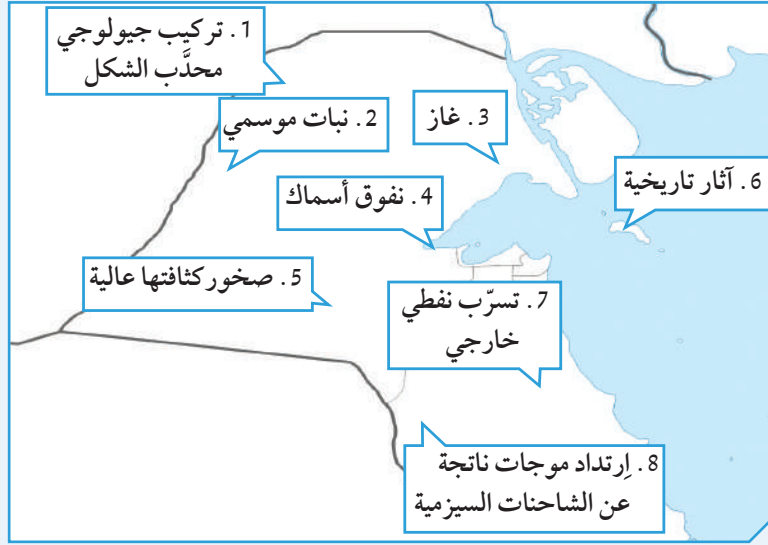 1. تركيب جيولوجي
محدَّب الشكل
2. نبات موسمي
3. غاز
4. نفوق أسماك
5. صخور كثافتها عالية
6. آثار تاريخية
7. تسرّب نفطي
خارجي
8. إرتداد موجات ناتجة
عن الشاحنات السيزمية